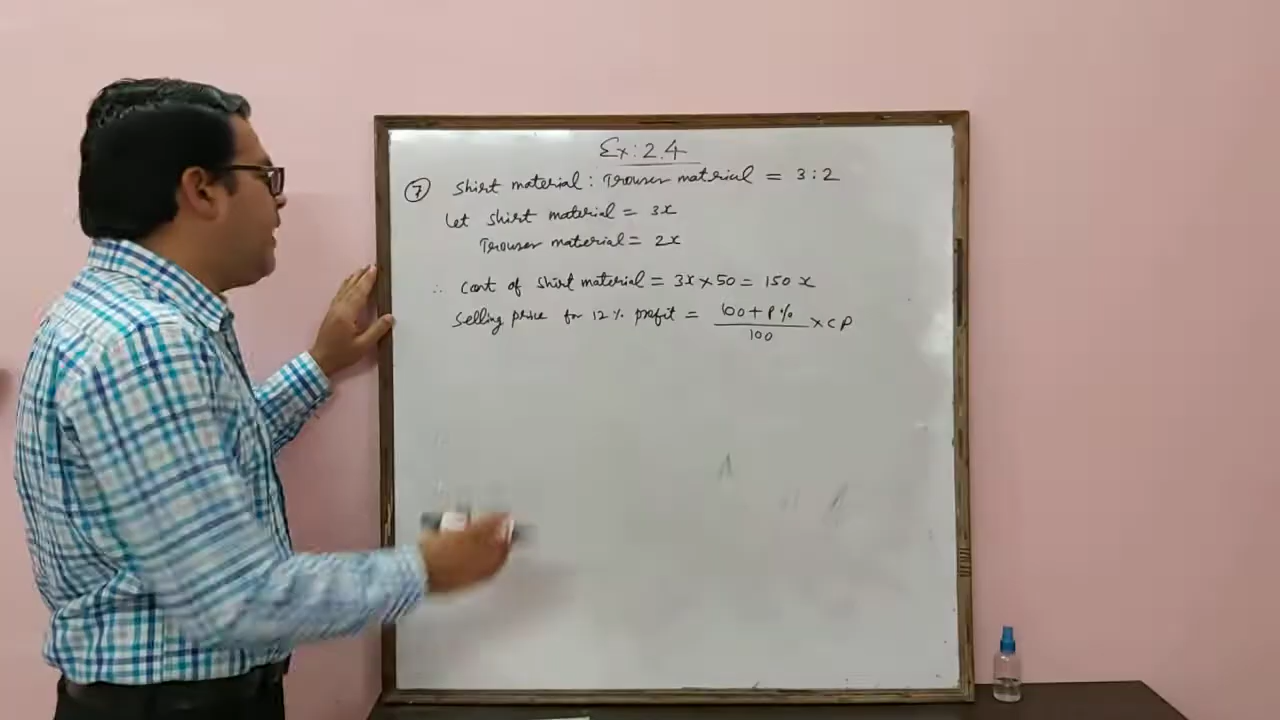 Ex: 2.4
7 Shirt material : Trouser material = 3 : 2
Let shirt material = 3x
Trouser material = 2x
∴ Cost of shirt material = 3x × 50 = 150 x
Selling price for 12% profit = 100 + P% / 100 × CP